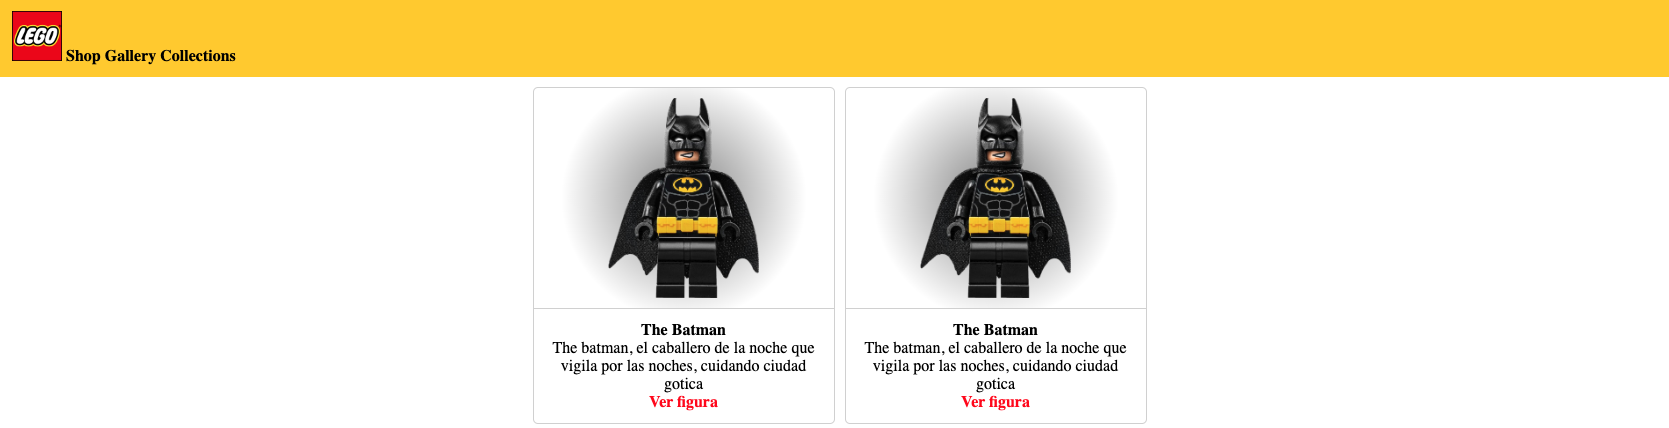 LEGO
Shop Gallery Collections
The Batman
The batman, el caballero de la noche que
vigila por las noches, cuidando ciudad
gotica
Ver figura
The Batman
The batman, el caballero de la noche que
vigila por las noches, cuidando ciudad
gotica
Ver figura